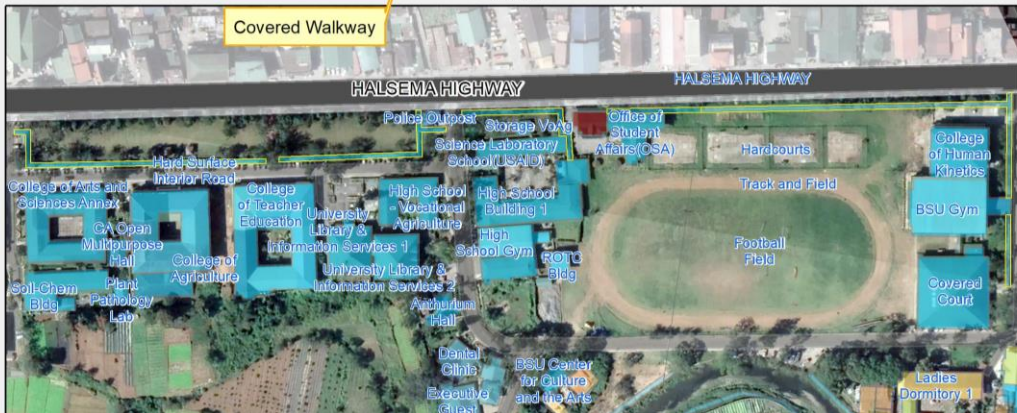 Covered Walkway
HALSEMA HIGHWAY
HALSEMA HIGHWAY
Police Outpost
Storage VoAg
Science Laboratory
School(USAID)
Office of
Student
Affairs(OSA)
Hardcourts
College
of Human
Kinetics
Hard Surface
Interior Road
Track and Field
College of Arts and
Sciences Annex
College
of Teacher
Education
High School
- Vocational
Agriculture
High School
Building 1
BSU Gym
CA Open
Multipurpose
Hall
University
Library &
Information Services 1
High
School Gym
Football
Field
College of
Agriculture
ROTC
Bldg
University Library &
Information Services 2
Soil-Chem
Bldg
Plant
Pathology
Lab
Covered
Court
Anthurium
Hall
Dental
Clinic
BSU Center
for Culture
and the Arts
Executive
Guest
Ladies
Dormitory 1